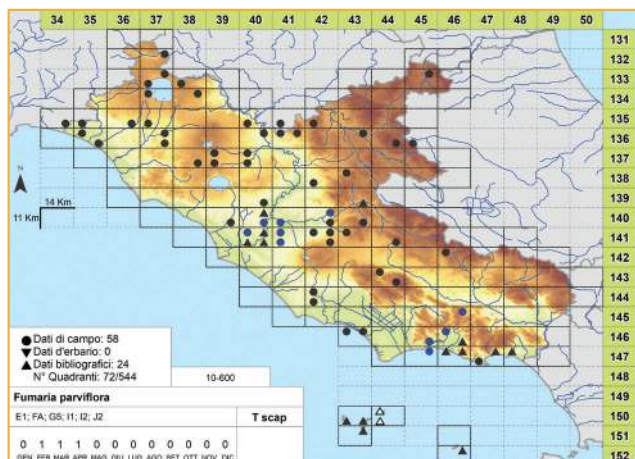 34 35 36 37 38 39 40 41 42 43 44 45 46 47 48 49 50
131
132
133
134
135
136
137
138
139
140
141
142
143
144
145
146
147
148
149
150
151
152
N
14 Km
11 Km
Dati di campo: 58
Dati d'erbario: 0
Dati bibliografici: 24
N° Quadranti: 72/544
10-600
Fumaria parviflora
E1; FA; G5; I1; I2; J2
T scap
0 1 1 1 0 0 0 0 0 0 0 0
GEN FEB MAR APR MAG GIU LUG AGO SET OTT NOV DIC